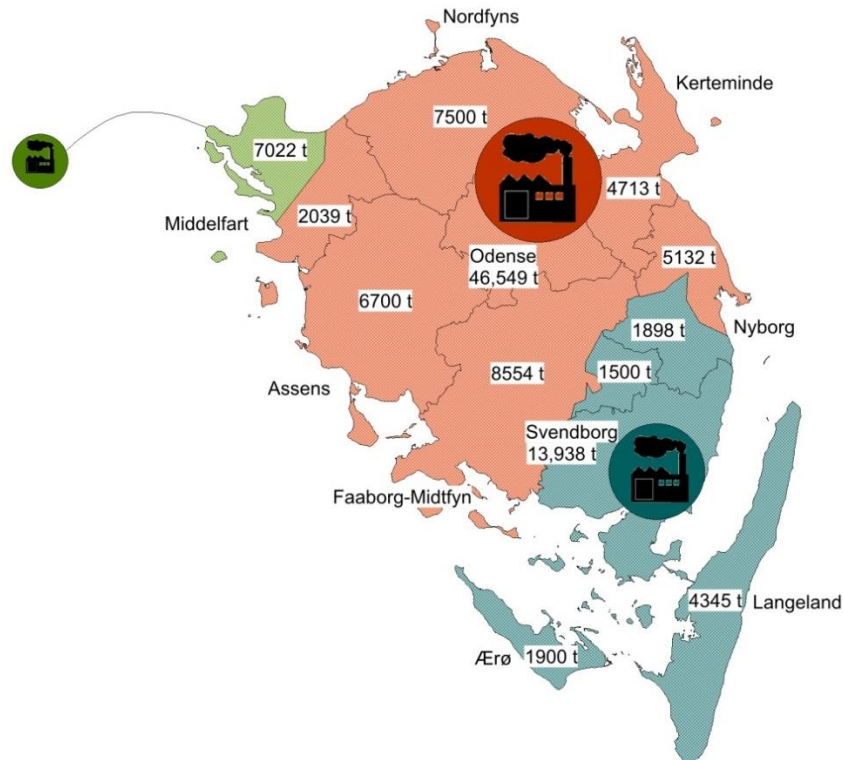 Nordfyns
Kerteminde
7500 t
7022 t
4713 t
2039 t
Middelfart
Odense
46,549 t
5132 t
6700 t
1898 t
Nyborg
8554 t
1500 t
Assens
Svendborg
13,938 t
Faaborg-Midtfyn
4345 t
Langeland
Ærø
1900 t